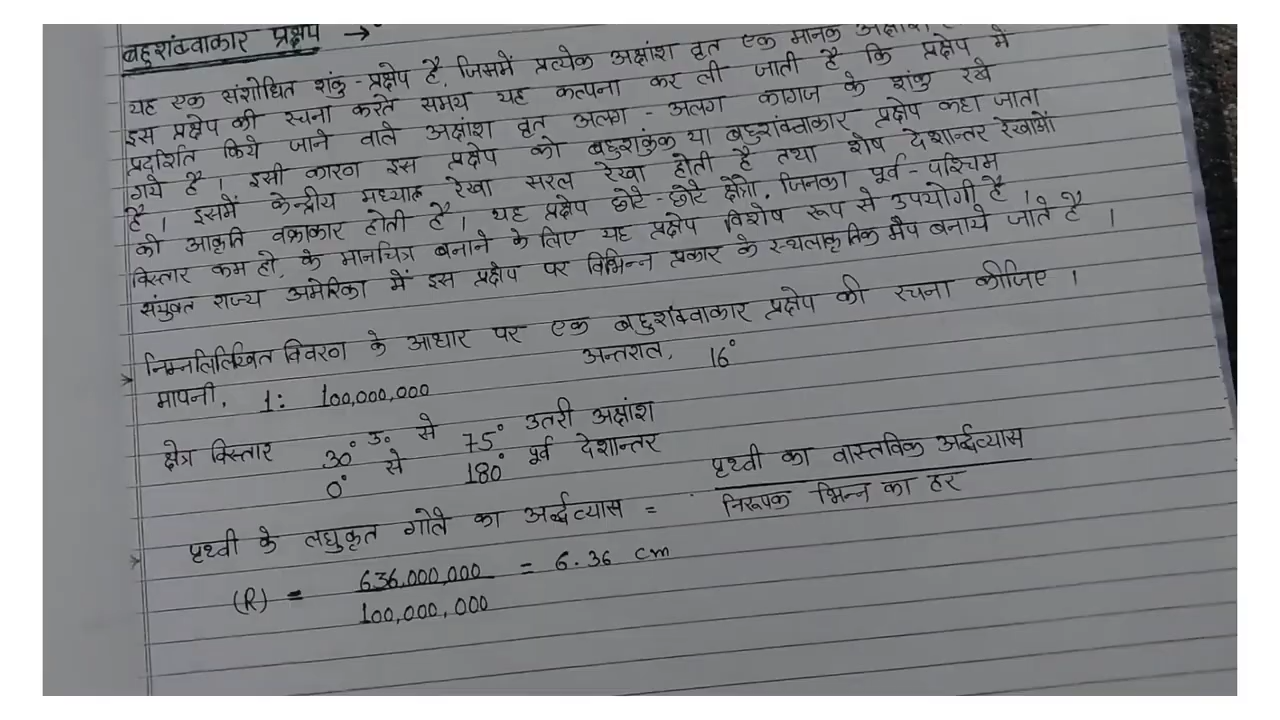 बहुशंक्वाकार प्रक्षेप →
यह एक संशोधित शंकु - प्रक्षेप है, जिसमें प्रत्येक अक्षांश वृत एक मानक अक्षांश
इस प्रक्षेप की रचना करते समय यह कल्पना कर ली जाती है कि प्रक्षेप में
प्रदर्शित किये जाने वाले अक्षांश वृत अलग - अलग कागज के शंकु रखे
गये है। इसी कारण इस प्रक्षेप को बहुशकुंक या बहुशंक्वाकार प्रक्षेप कहा जाता
है। इसमें केन्द्रीय मध्याह्न रेखा सरल रेखा होती है तथा शेष देशान्तर रेखाओं
की आकृति वक्राकार होती है। यह प्रक्षेप छोटे - छोटे क्षेत्रो, जिनका पूर्व - पश्चिम
विस्तार कम हो, के मानचित्र बनाने के लिए यह प्रक्षेप विशेष रूप से उपयोगी है।
संयुक्त राज्य अमेरिका में इस प्रक्षेप पर विभिन्न प्रकार के स्थलाकृतिक मैप बनाये जाते है।
निम्नलिलिखित विवरण के आधार पर एक बहुशंक्वाकार प्रक्षेप की रचना कीजिए।
मापनी, 1: 100,000,000 अन्तराल, 16°
क्षेत्र विस्तार 30° उ० से 75° उतरी अक्षांश
0° से 180° पूर्व देशान्तर
पृथ्वी के लघुकृत गोले का अर्द्धव्यास = पृथ्वी का वास्तविक अर्द्धव्यास
निरूपक भिन्न का हर
(R) = 636,000,000 = 6.36 cm
100,000,000